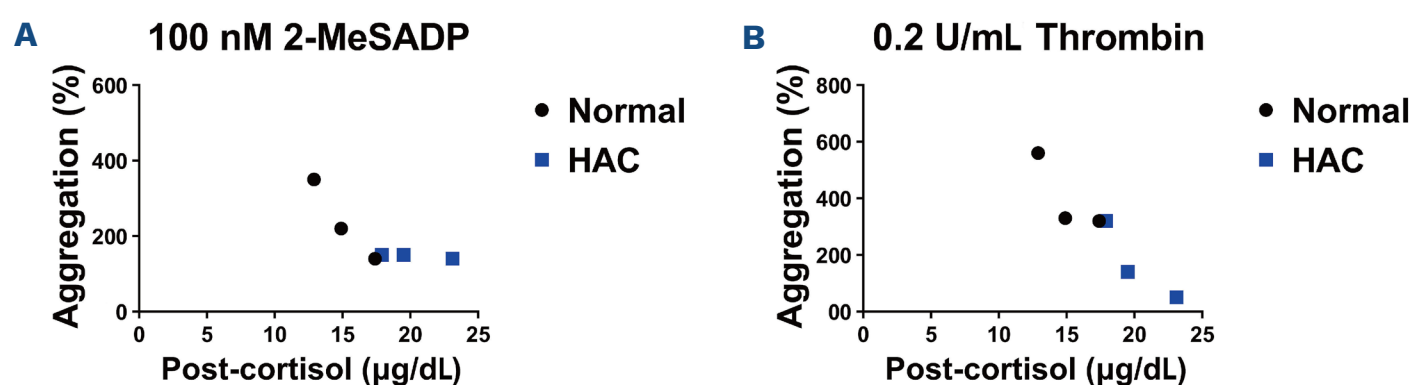 A 100 nM 2-MeSADP
Aggregation (%)
600
400
200
0
0 5 10 15 20 25
Post-cortisol (µg/dL)
Normal
HAC
B 0.2 U/mL Thrombin
Aggregation (%)
800
600
400
200
00
0 5 10 15 20 25
Post-cortisol (µg/dL)
Normal
HAC